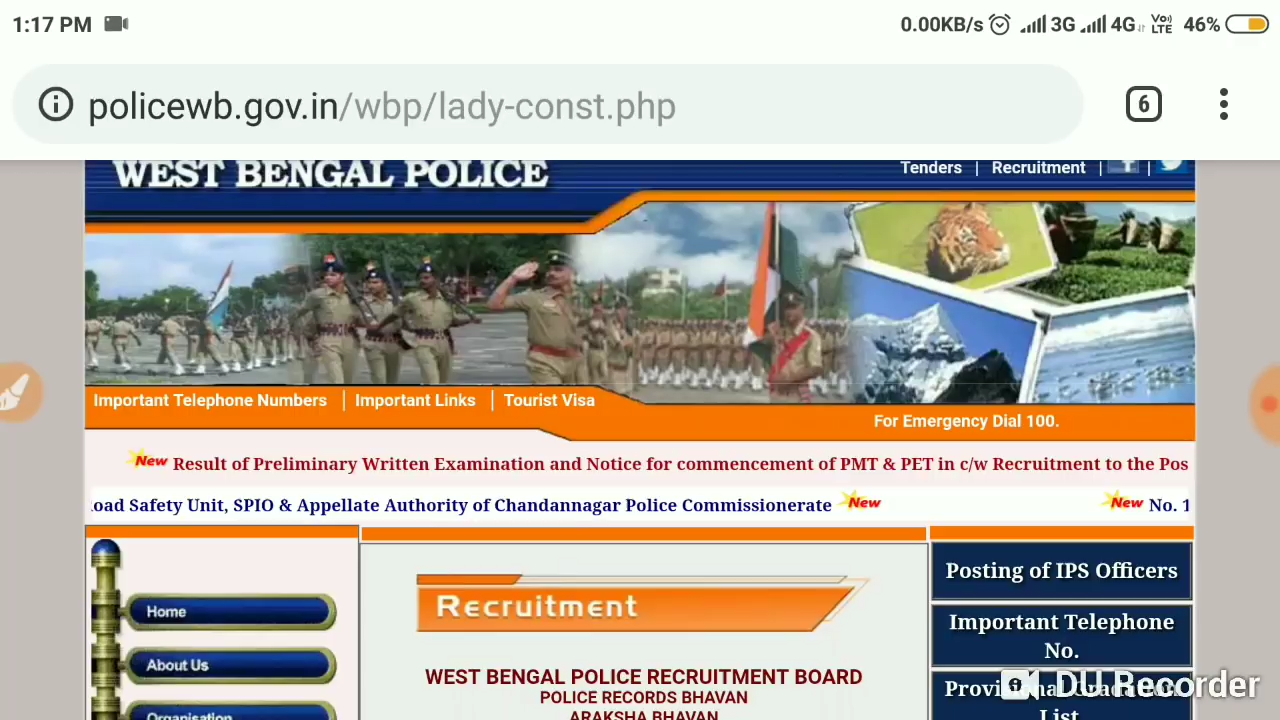 1:17 PM 0.00KB/s 3G 4G Vo) LTE 46%
policewb.gov.in/wbp/lady-const.php 6
WEST BENGAL POLICE
Tenders | Recruitment | f |
Important Telephone Numbers | Important Links | Tourist Visa
For Emergency Dial 100.
New Result of Preliminary Written Examination and Notice for commencement of PMT & PET in c/w Recruitment to the Pos
oad Safety Unit, SPIO & Appellate Authority of Chandannagar Police Commissionerate New New No. 1
Home
About Us
Organisation
Recruitment
WEST BENGAL POLICE RECRUITMENT BOARD
POLICE RECORDS BHAVAN
ARAKSHA BHAVAN
Posting of IPS Officers
Important Telephone
No.
Provisional Gradation
List
DU Recorder